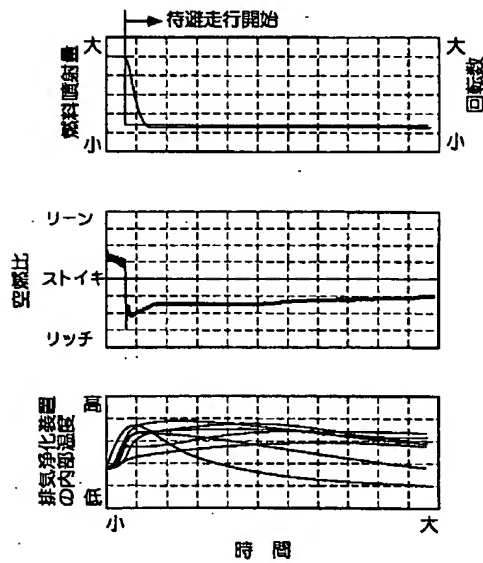 待避走行開始
大
燃料噴射量
小
大
回転数
小
リーン
空燃比
ストイキ
リッチ
高
排気浄化装置
の内部温度
低
小
大
時間